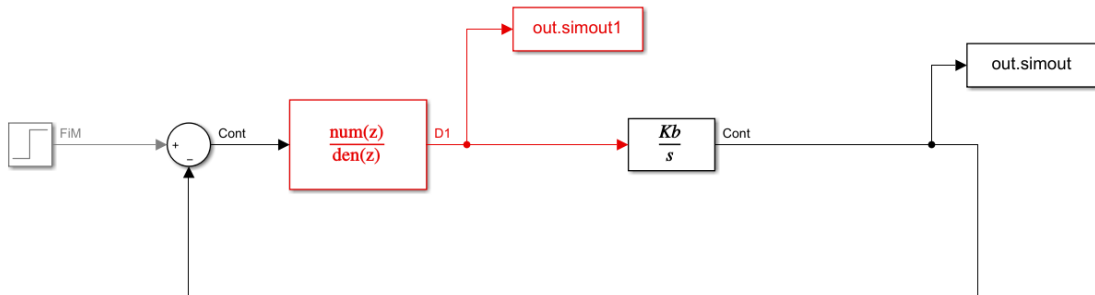 out.simout1
out.simout
FiM
+
−
Cont
num(z)
den(z)
D1
Kb
s
Cont